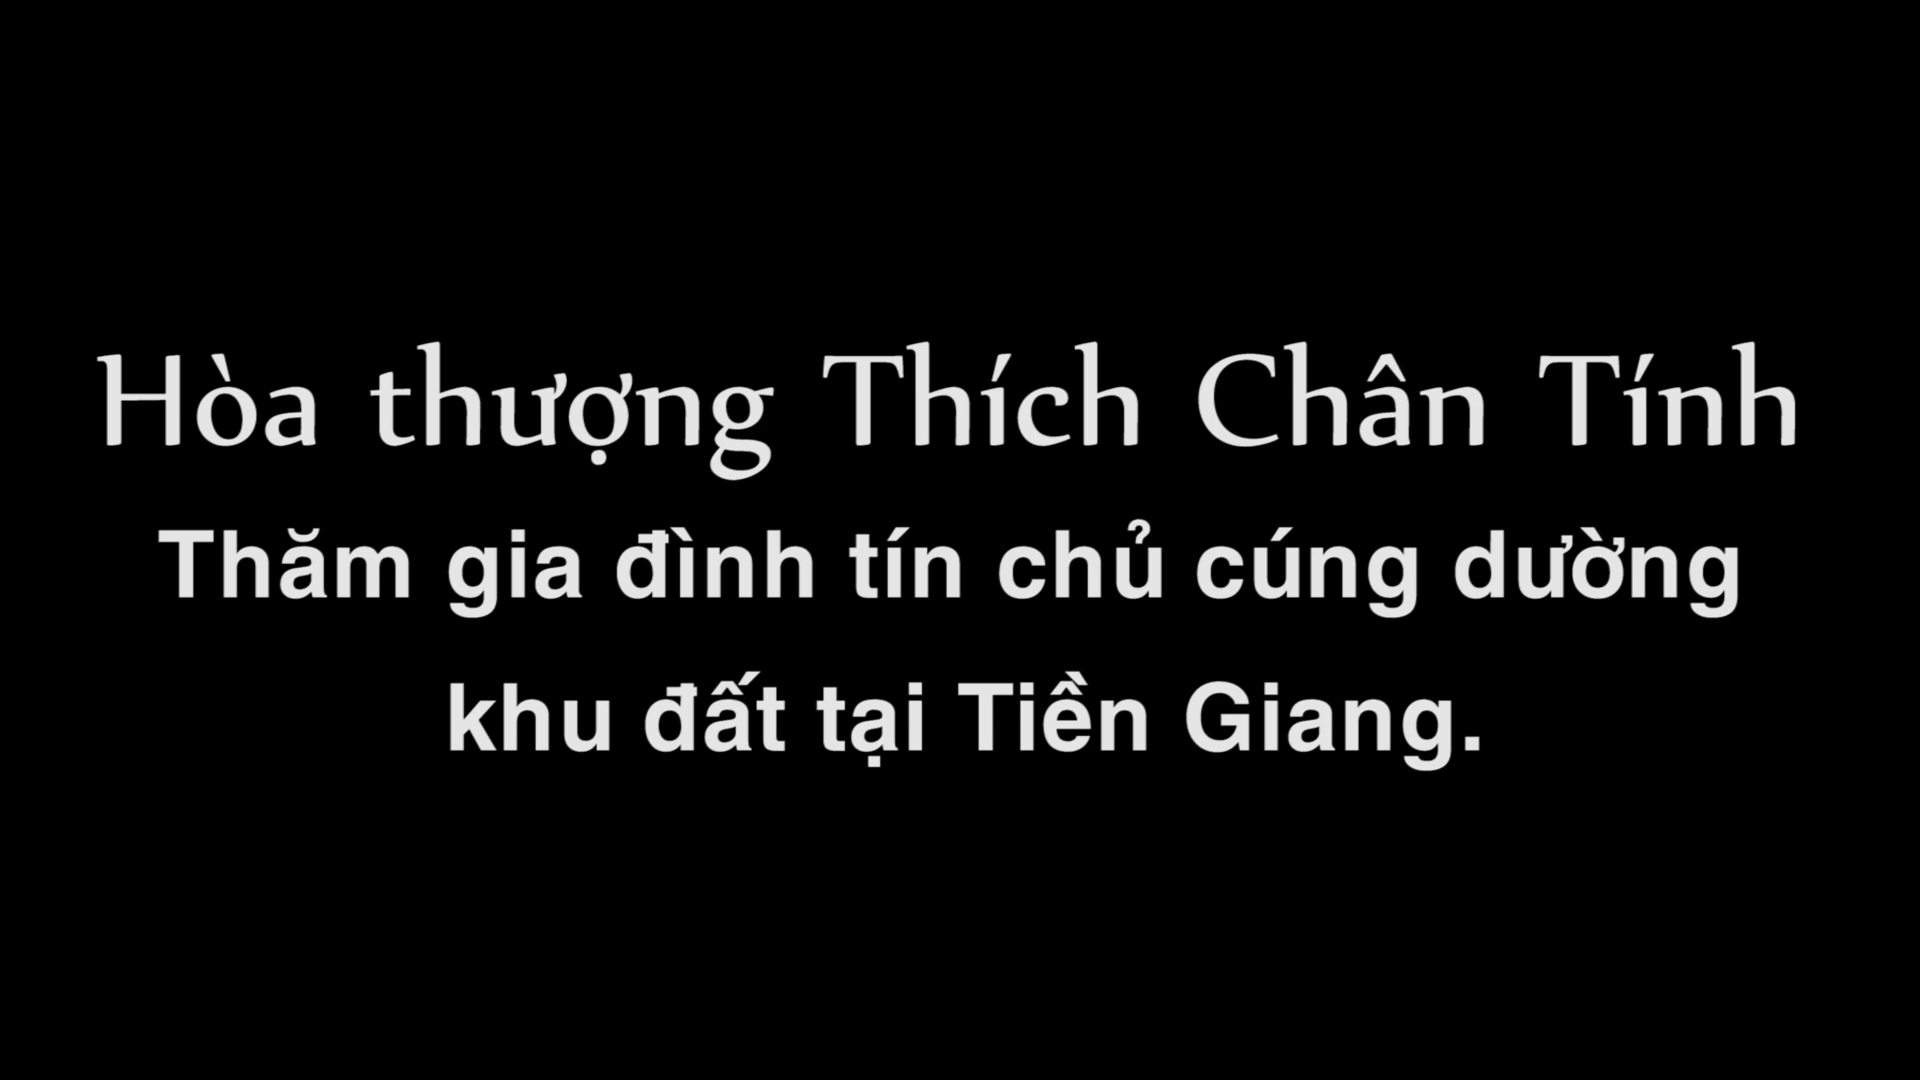 Hòa thượng Thích Chân Tính
Thăm gia đình tín chủ cúng dường
khu đất tại Tiền Giang.